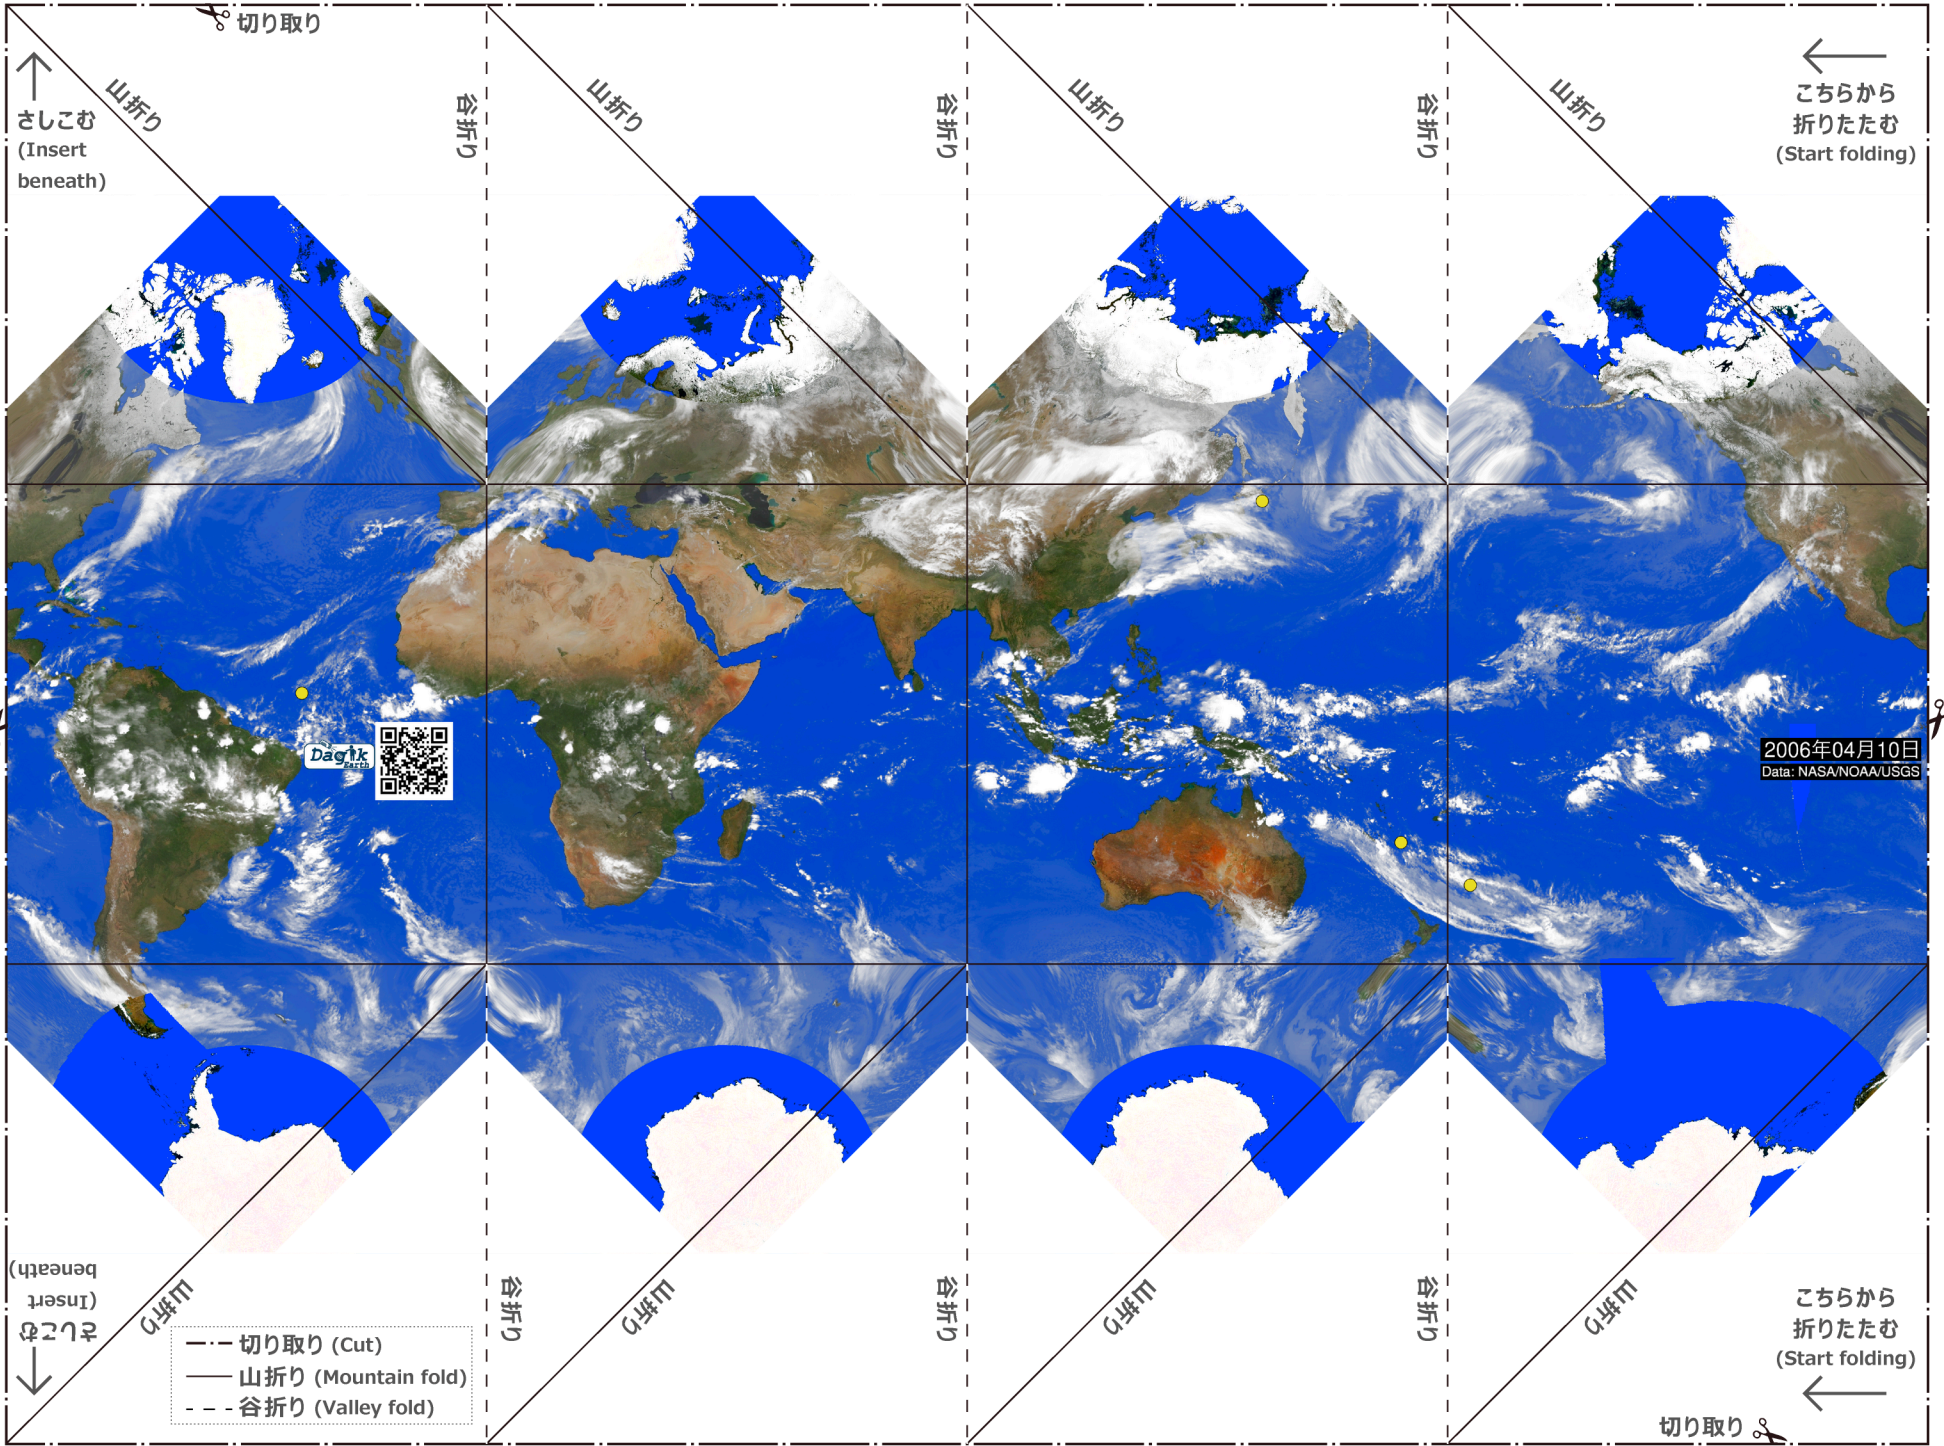 切り取り
さしこむ
(Insert
beneath)
山折り
谷折り
山折り
谷折り
山折り
谷折り
山折り
こちらから
折りたたむ
(Start folding)
Dagik
Earth
2006年04月10日
Data: NASA/NOAA/USGS
さしこむ
(Insert
beneath)
山折り
谷折り
山折り
谷折り
山折り
谷折り
山折り
こちらから
折りたたむ
(Start folding)
切り取り (Cut)
山折り (Mountain fold)
谷折り (Valley fold)
切り取り